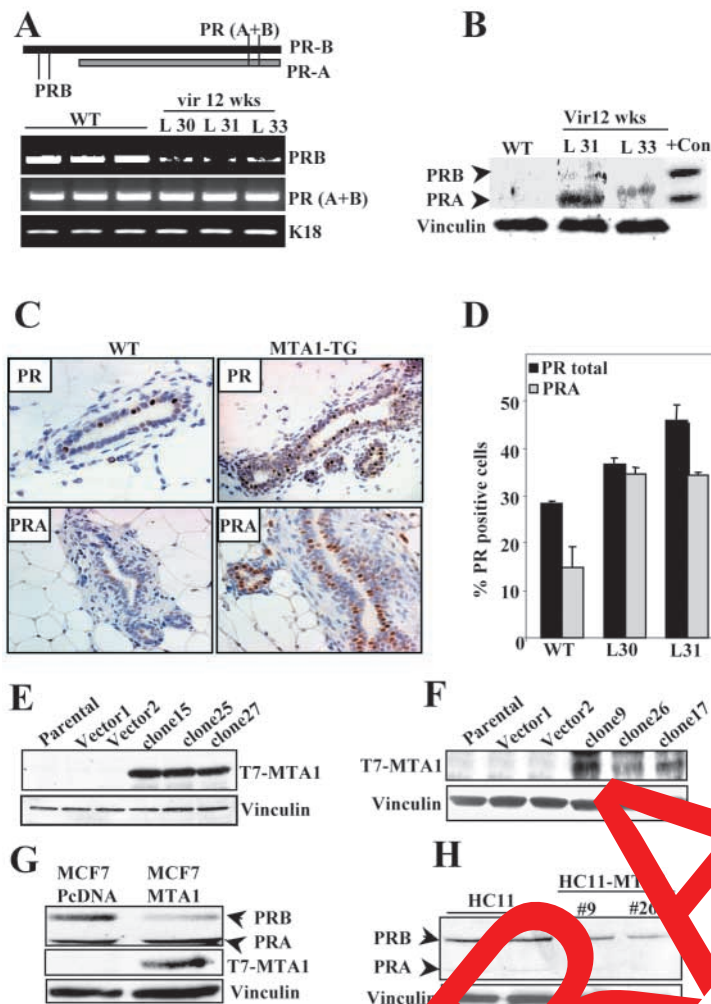 A
PR (A+B)
PR-B
PR-A
PRB
WT
vir 12 wks
L 30 L 31 L 33
PRB
PR (A+B)
K18
B
Vir12 wks
WT L 31 L 33 +Con
PRB
PRA
Vinculin
C
WT MTA1-TG
PR PR
PRA PRA
D
PR total
PRA
% PR positive cells
50
40
30
20
10
0
WT L30 L31
E
Parental Vector1 Vector2 clone15 clone25 clone27
T7-MTA1
Vinculin
F
Parental Vector1 Vector2 clone9 clone26 clone17
T7-MTA1
Vinculin
G
MCF7 MCF7
PcDNA MTA1
PRB
PRA
T7-MTA1
Vinculin
H
HC11 HC11-MT
#9 #26
PRB
PRA
Vinculin